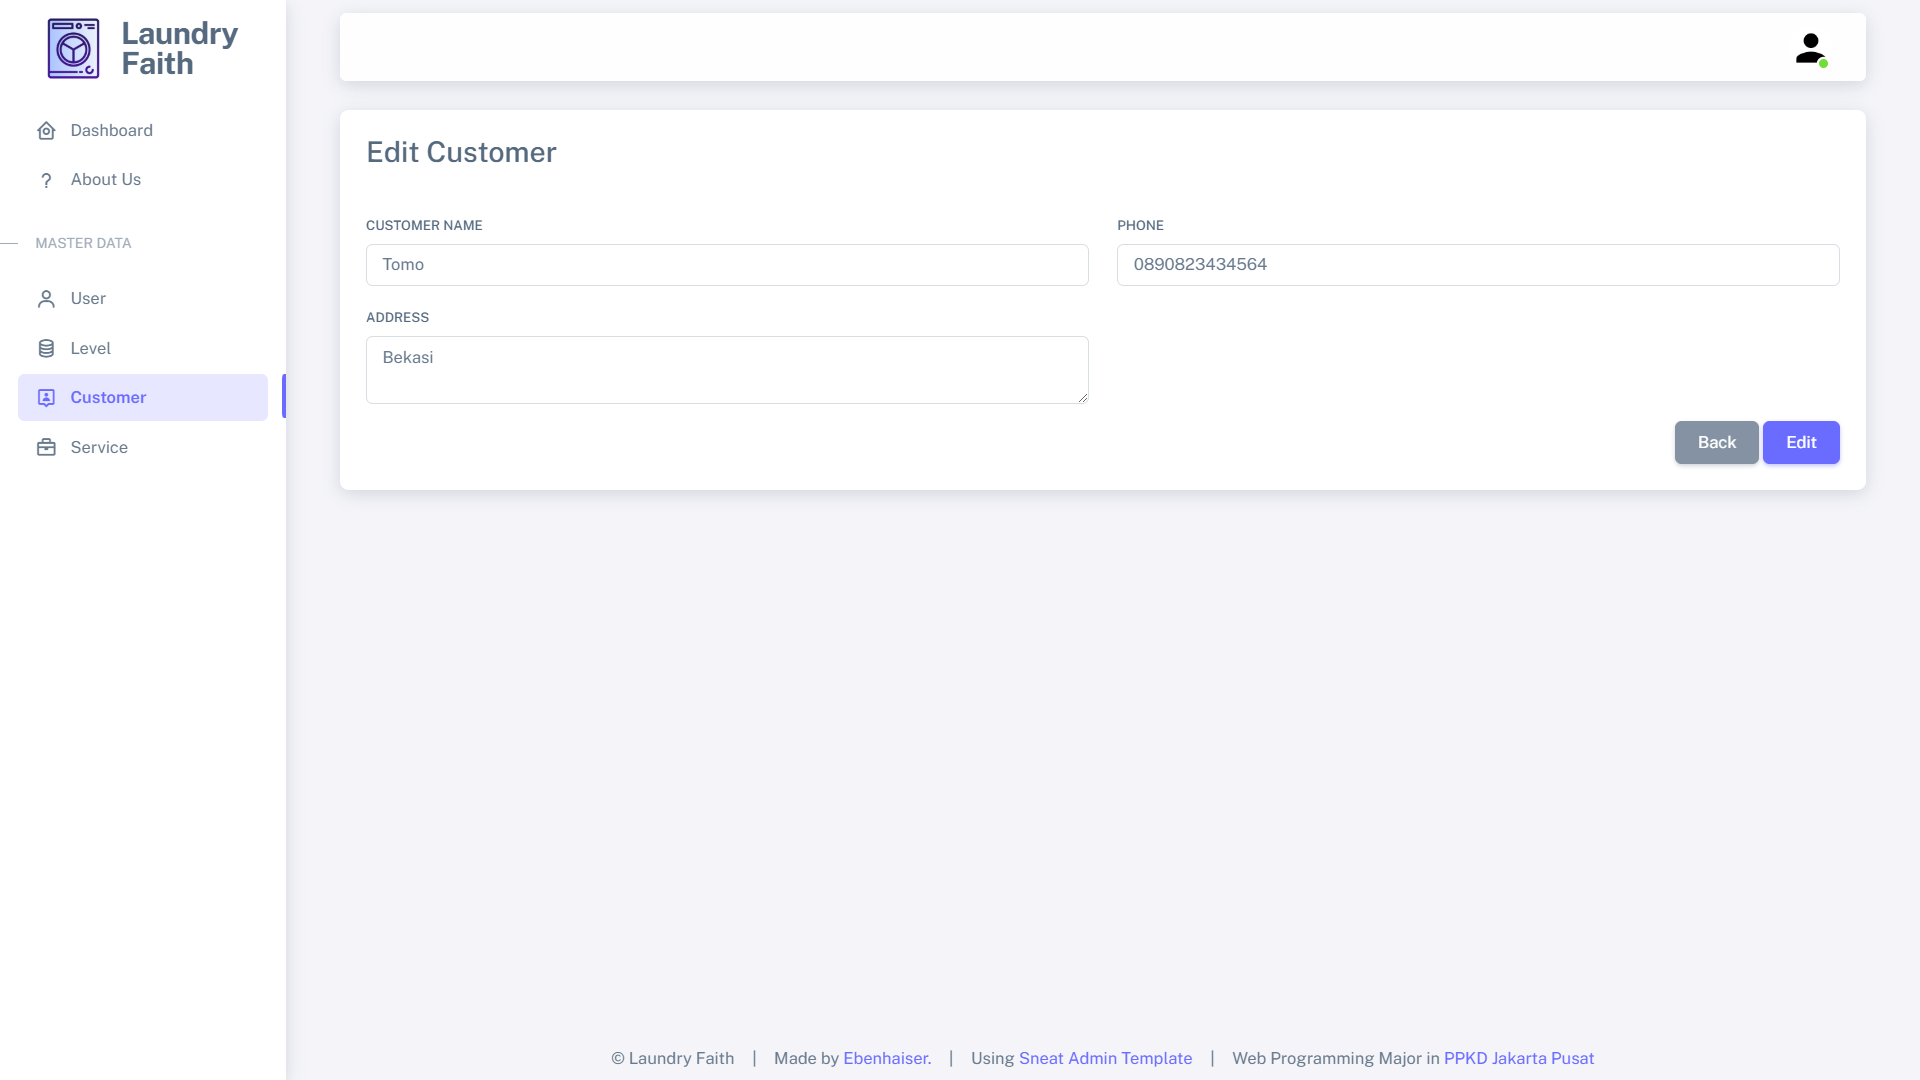 Laundry
Faith
Dashboard
About Us
MASTER DATA
User
Level
Customer
Service
Edit Customer
CUSTOMER NAME
Tomo
PHONE
0890823434564
ADDRESS
Bekasi
Back
Edit
© Laundry Faith | Made by Ebenhaiser. | Using Sneat Admin Template | Web Programming Major in PPKD Jakarta Pusat